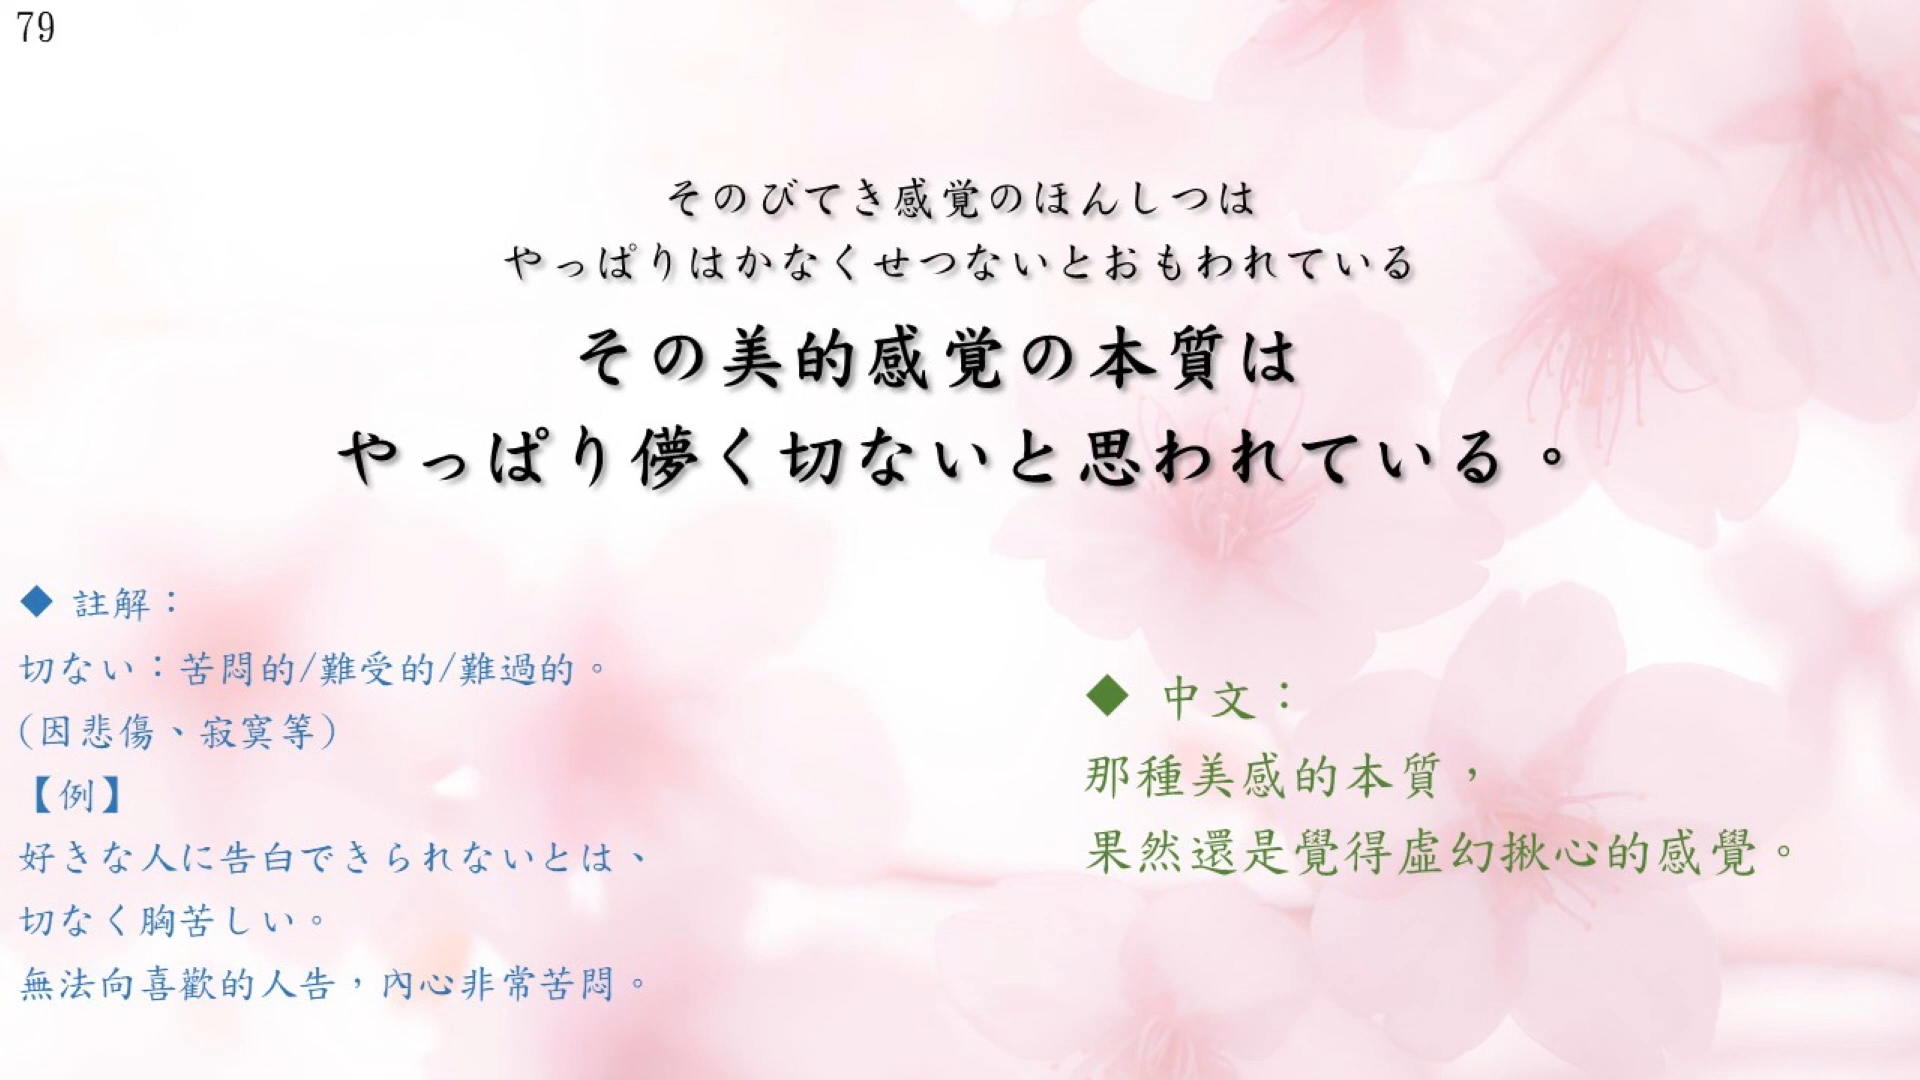 79
そのびてき感覚のほんしつは
やっぱりはかなくせつないとおもわれている
その美的感覚の本質は
やっぱり儚く切ないと思われている。
◆ 註解：
切ない：苦悶的/難受的/難過的。
(因悲傷、寂寞等)
【例】
好きな人に告白できられないとは、
切なく胸苦しい。
無法向喜歡的人告，內心非常苦悶。
◆ 中文：
那種美感的本質，
果然還是覺得虛幻揪心的感覺。